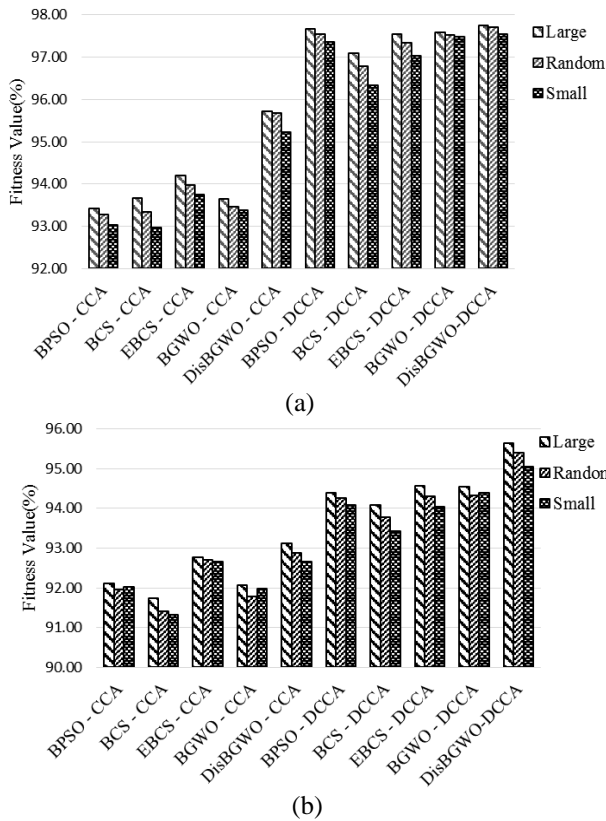 98.00
97.00
96.00
95.00
94.00
93.00
92.00
Fitness Value(%)
Large
Random
Small
BPSO - CCA
BCS - CCA
EBCS - CCA
BGWO - CCA
DisBGWO - CCA
BPSO - DCCA
BCS - DCCA
EBCS - DCCA
BGWO - DCCA
DisBGWO-DCCA
(a)
96.00
95.00
94.00
93.00
92.00
91.00
90.00
Fitness Value(%)
Large
Random
Small
BPSO - CCA
BCS - CCA
EBCS - CCA
BGWO - CCA
DisBGWO - CCA
BPSO - DCCA
BCS - DCCA
EBCS - DCCA
BGWO - DCCA
DisBGWO-DCCA
(b)